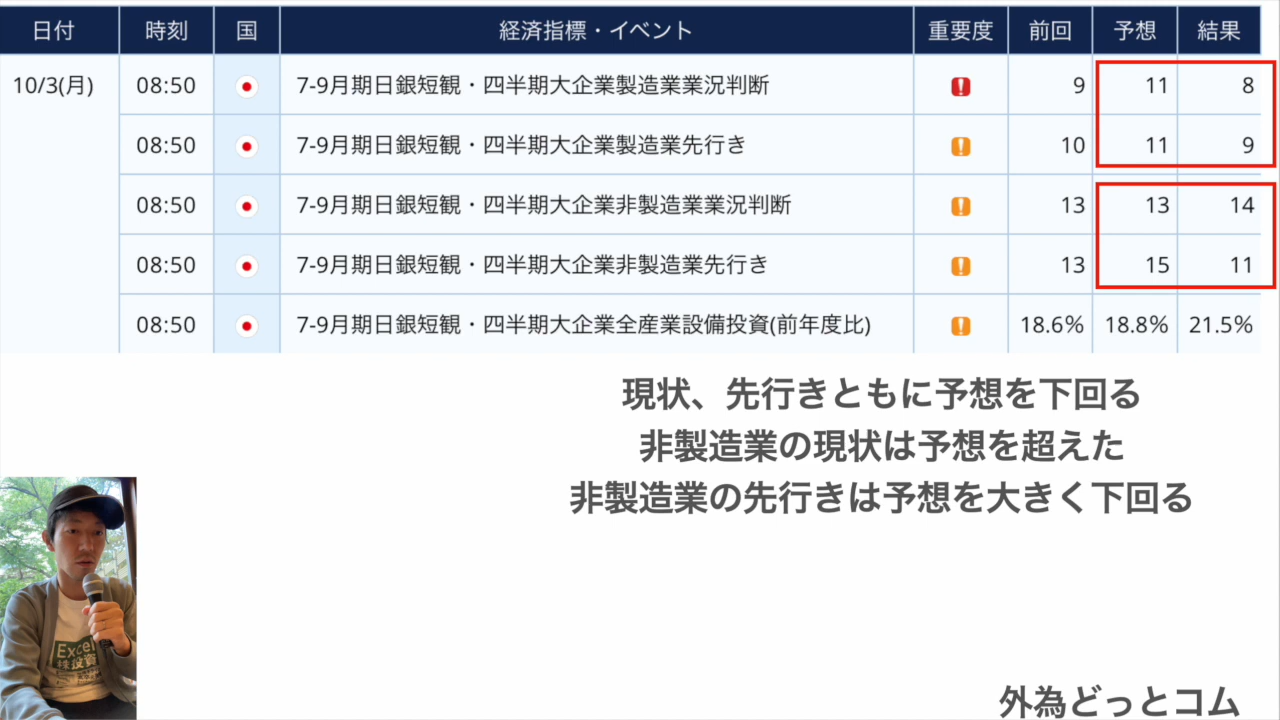 日付 時刻 国 経済指標・イベント 重要度 前回 予想 結果
10/3(月) 08:50 7-9月期日銀短観・四半期大企業製造業業況判断 9 11 8
08:50 7-9月期日銀短観・四半期大企業製造業先行き 10 11 9
08:50 7-9月期日銀短観・四半期大企業非製造業業況判断 13 13 14
08:50 7-9月期日銀短観・四半期大企業非製造業先行き 13 15 11
08:50 7-9月期日銀短観・四半期大企業全産業設備投資(前年度比) 18.6% 18.8% 21.5%
現状、先行きともに予想を下回る
非製造業の現状は予想を超えた
非製造業の先行きは予想を大きく下回る
Excel
株投資
外為どっとコム